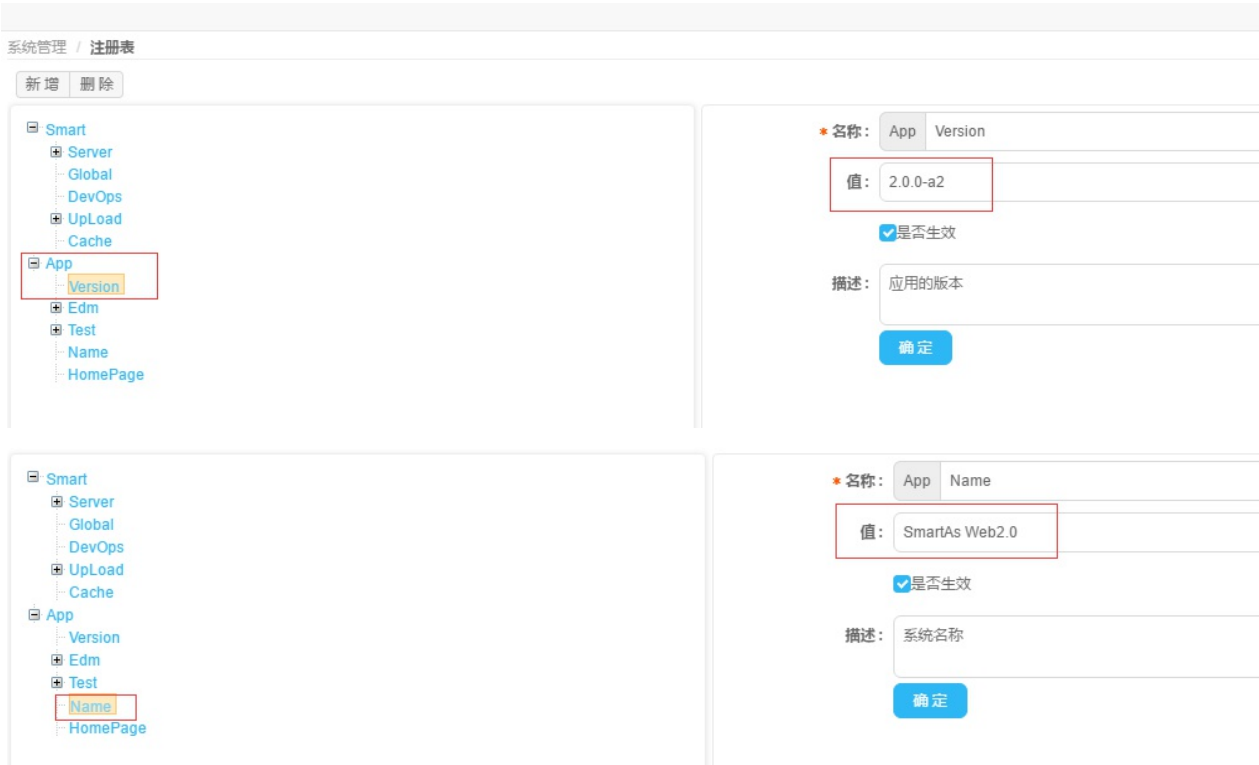 系统管理 / 注册表
新增 删除
Smart
Server
Global
DevOps
UpLoad
Cache
App
Version
Edm
Test
Name
HomePage
* 名称： App Version
值： 2.0.0-a2
是否生效
描述： 应用的版本
确定
Smart
Server
Global
DevOps
UpLoad
Cache
App
Version
Edm
Test
Name
HomePage
* 名称： App Name
值： SmartAs Web2.0
是否生效
描述： 系统名称
确定